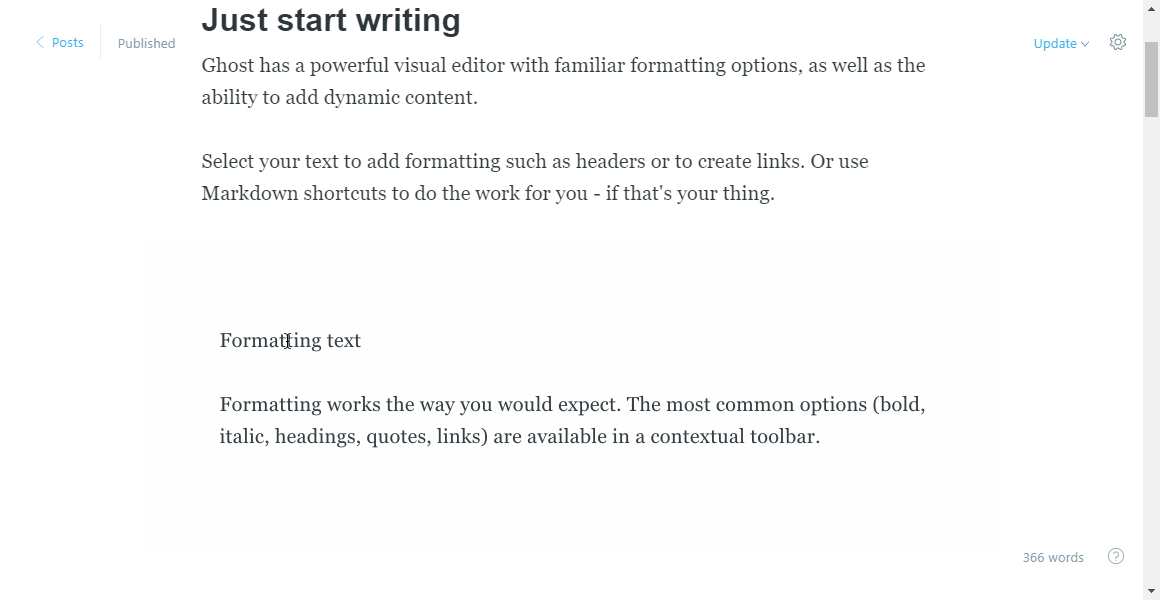 Just start writing
Posts
Published
Update
Ghost has a powerful visual editor with familiar formatting options, as well as the
ability to add dynamic content.
Select your text to add formatting such as headers or to create links. Or use
Markdown shortcuts to do the work for you - if that's your thing.
Formatting text
Formatting works the way you would expect. The most common options (bold,
italic, headings, quotes, links) are available in a contextual toolbar.
366 words
?